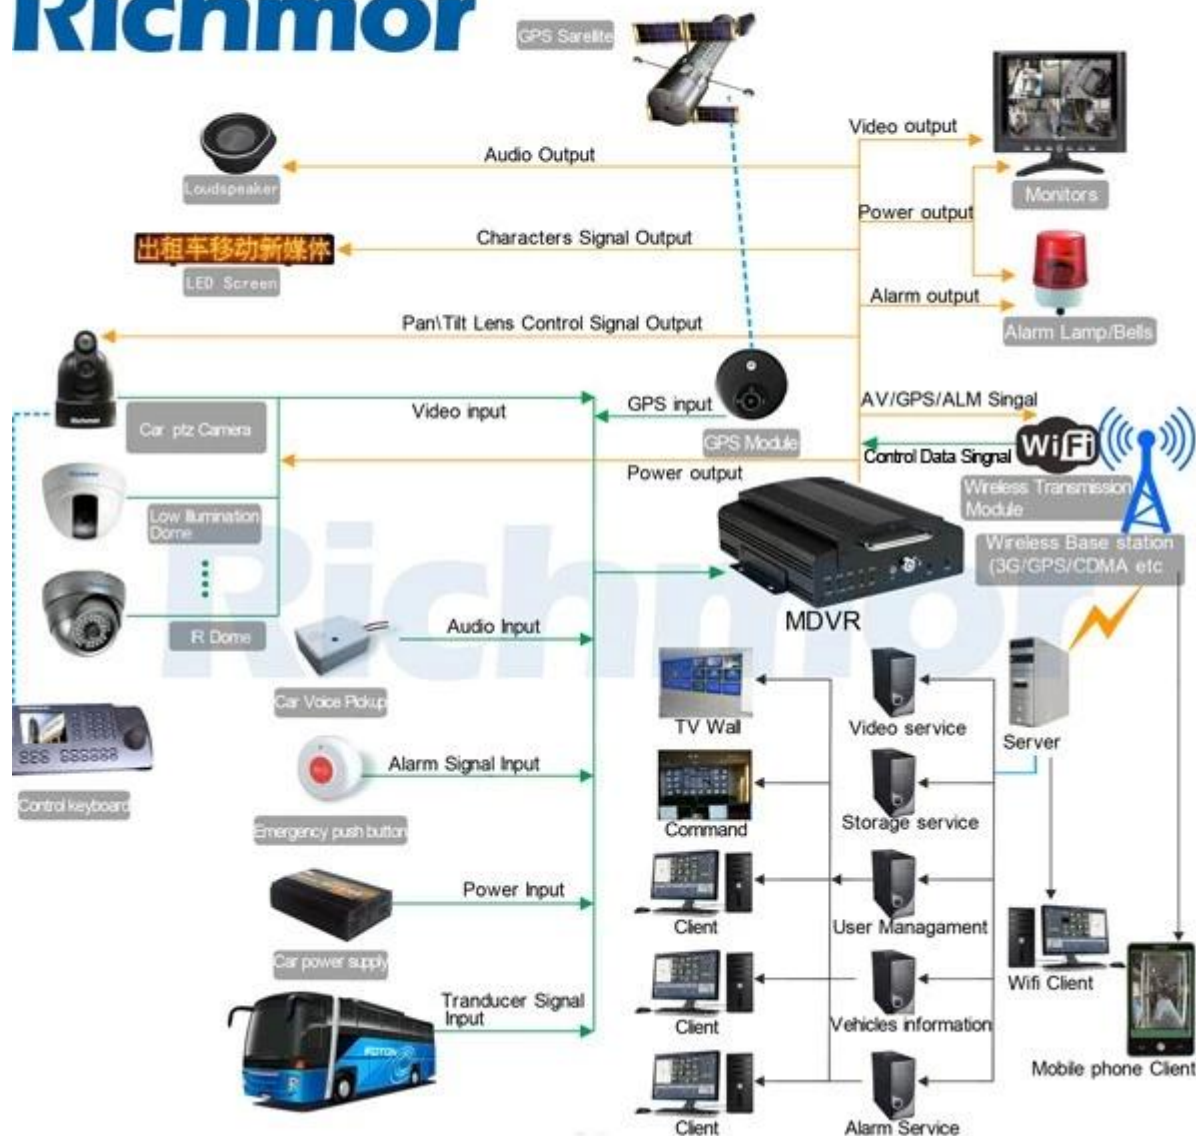 Richmor
GPS Sarellite
Video output
Audio Output
Loudspeaker
Monitors
Power output
出租车移动新媒体
Characters Signal Output
LED Screen
Alarm output
Pan\Tilt Lens Control Signal Output
Alarm Lamp/Bells
Richmor
Video input
GPS input
AV/GPS/ALM Singal
Car ptz Camera
GPS Module
Control Data Singnal
WiFi
Power output
Richmor
Wireless Transmission
Module
Low Illumination
Dome
Wireless Base station
(3G/GPS/CDMA etc
Richmor
IR Dome
Audio Input
MDVR
Car Voice Pickup
TV Wall
Video service
Server
Alarm Signal Input
Control keyboard
Emergency push button
Command
Storage service
Power Input
Client
User Managament
Car power supply
Wifi Client
Tranducer Signal
Input
FOTON
Client
Vehicles information
Mobile phone Client
Client
Alarm Service